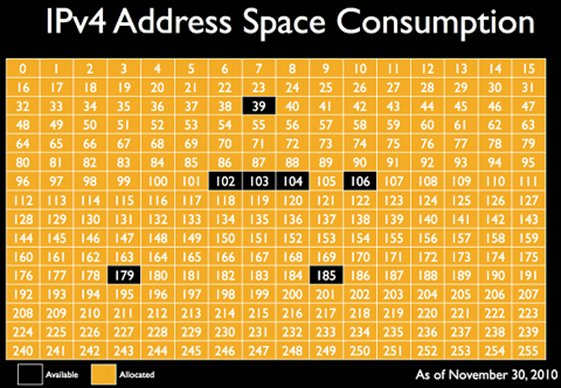 IPv4 Address Space Consumption
0 1 2 3 4 5 6 7 8 9 10 11 12 13 14 15
16 17 18 19 20 21 22 23 24 25 26 27 28 29 30 31
32 33 34 35 36 37 38 39 40 41 42 43 44 45 46 47
48 49 50 51 52 53 54 55 56 57 58 59 60 61 62 63
64 65 66 67 68 69 70 71 72 73 74 75 76 77 78 79
80 81 82 83 84 85 86 87 88 89 90 91 92 93 94 95
96 97 98 99 100 101 102 103 104 105 106 107 108 109 110 111
112 113 114 115 116 117 118 119 120 121 122 123 124 125 126 127
128 129 130 131 132 133 134 135 136 137 138 139 140 141 142 143
144 145 146 147 148 149 150 151 152 153 154 155 156 157 158 159
160 161 162 163 164 165 166 167 168 169 170 171 172 173 174 175
176 177 178 179 180 181 182 183 184 185 186 187 188 189 190 191
192 193 194 195 196 197 198 199 200 201 202 203 204 205 206 207
208 209 210 211 212 213 214 215 216 217 218 219 220 221 222 223
224 225 226 227 228 229 230 231 232 233 234 235 236 237 238 239
240 241 242 243 244 245 246 247 248 249 250 251 252 253 254 255
Available Allocated As of November 30, 2010